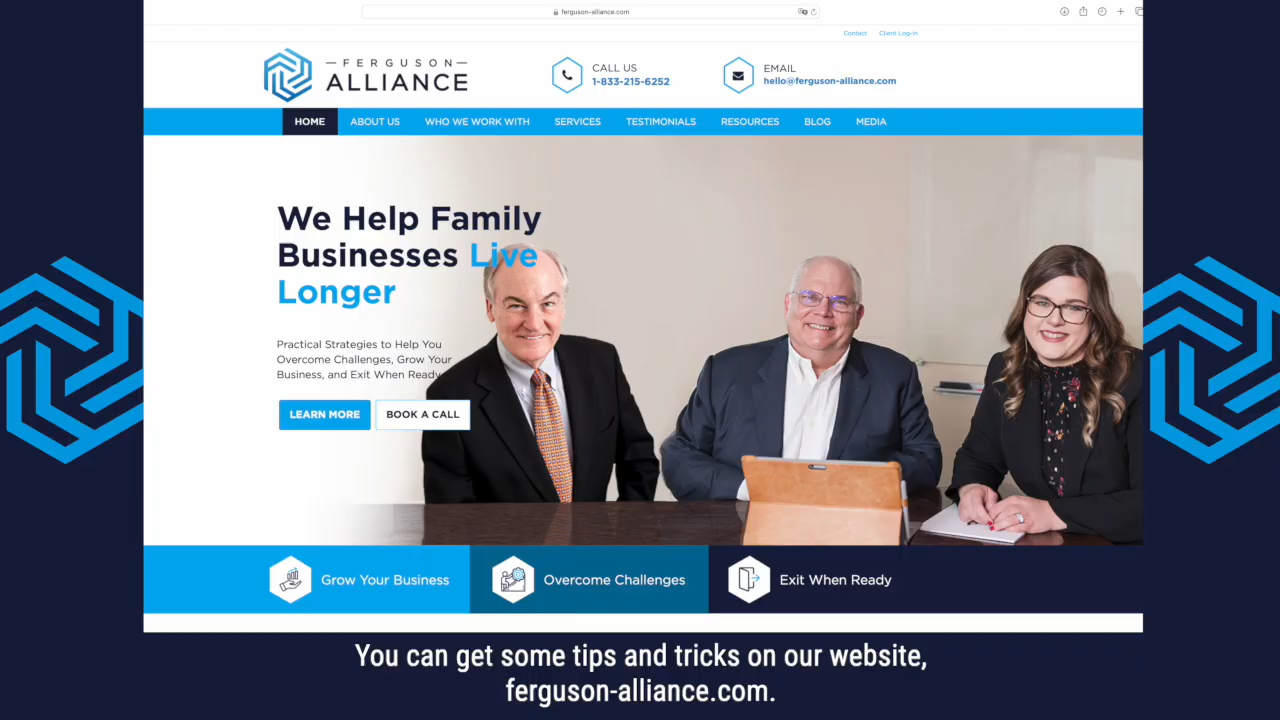 ferguson-alliance.com
Contact Client Log-in
FERGUSON
ALLIANCE
CALL US
1-833-215-6252
EMAIL
hello@ferguson-alliance.com
HOME ABOUT US WHO WE WORK WITH SERVICES TESTIMONIALS RESOURCES BLOG MEDIA
We Help Family
Businesses Live
Longer
Practical Strategies to Help You
Overcome Challenges, Grow Your
Business, and Exit When Ready.
LEARN MORE BOOK A CALL
Grow Your Business Overcome Challenges Exit When Ready
You can get some tips and tricks on our website,
ferguson-alliance.com.